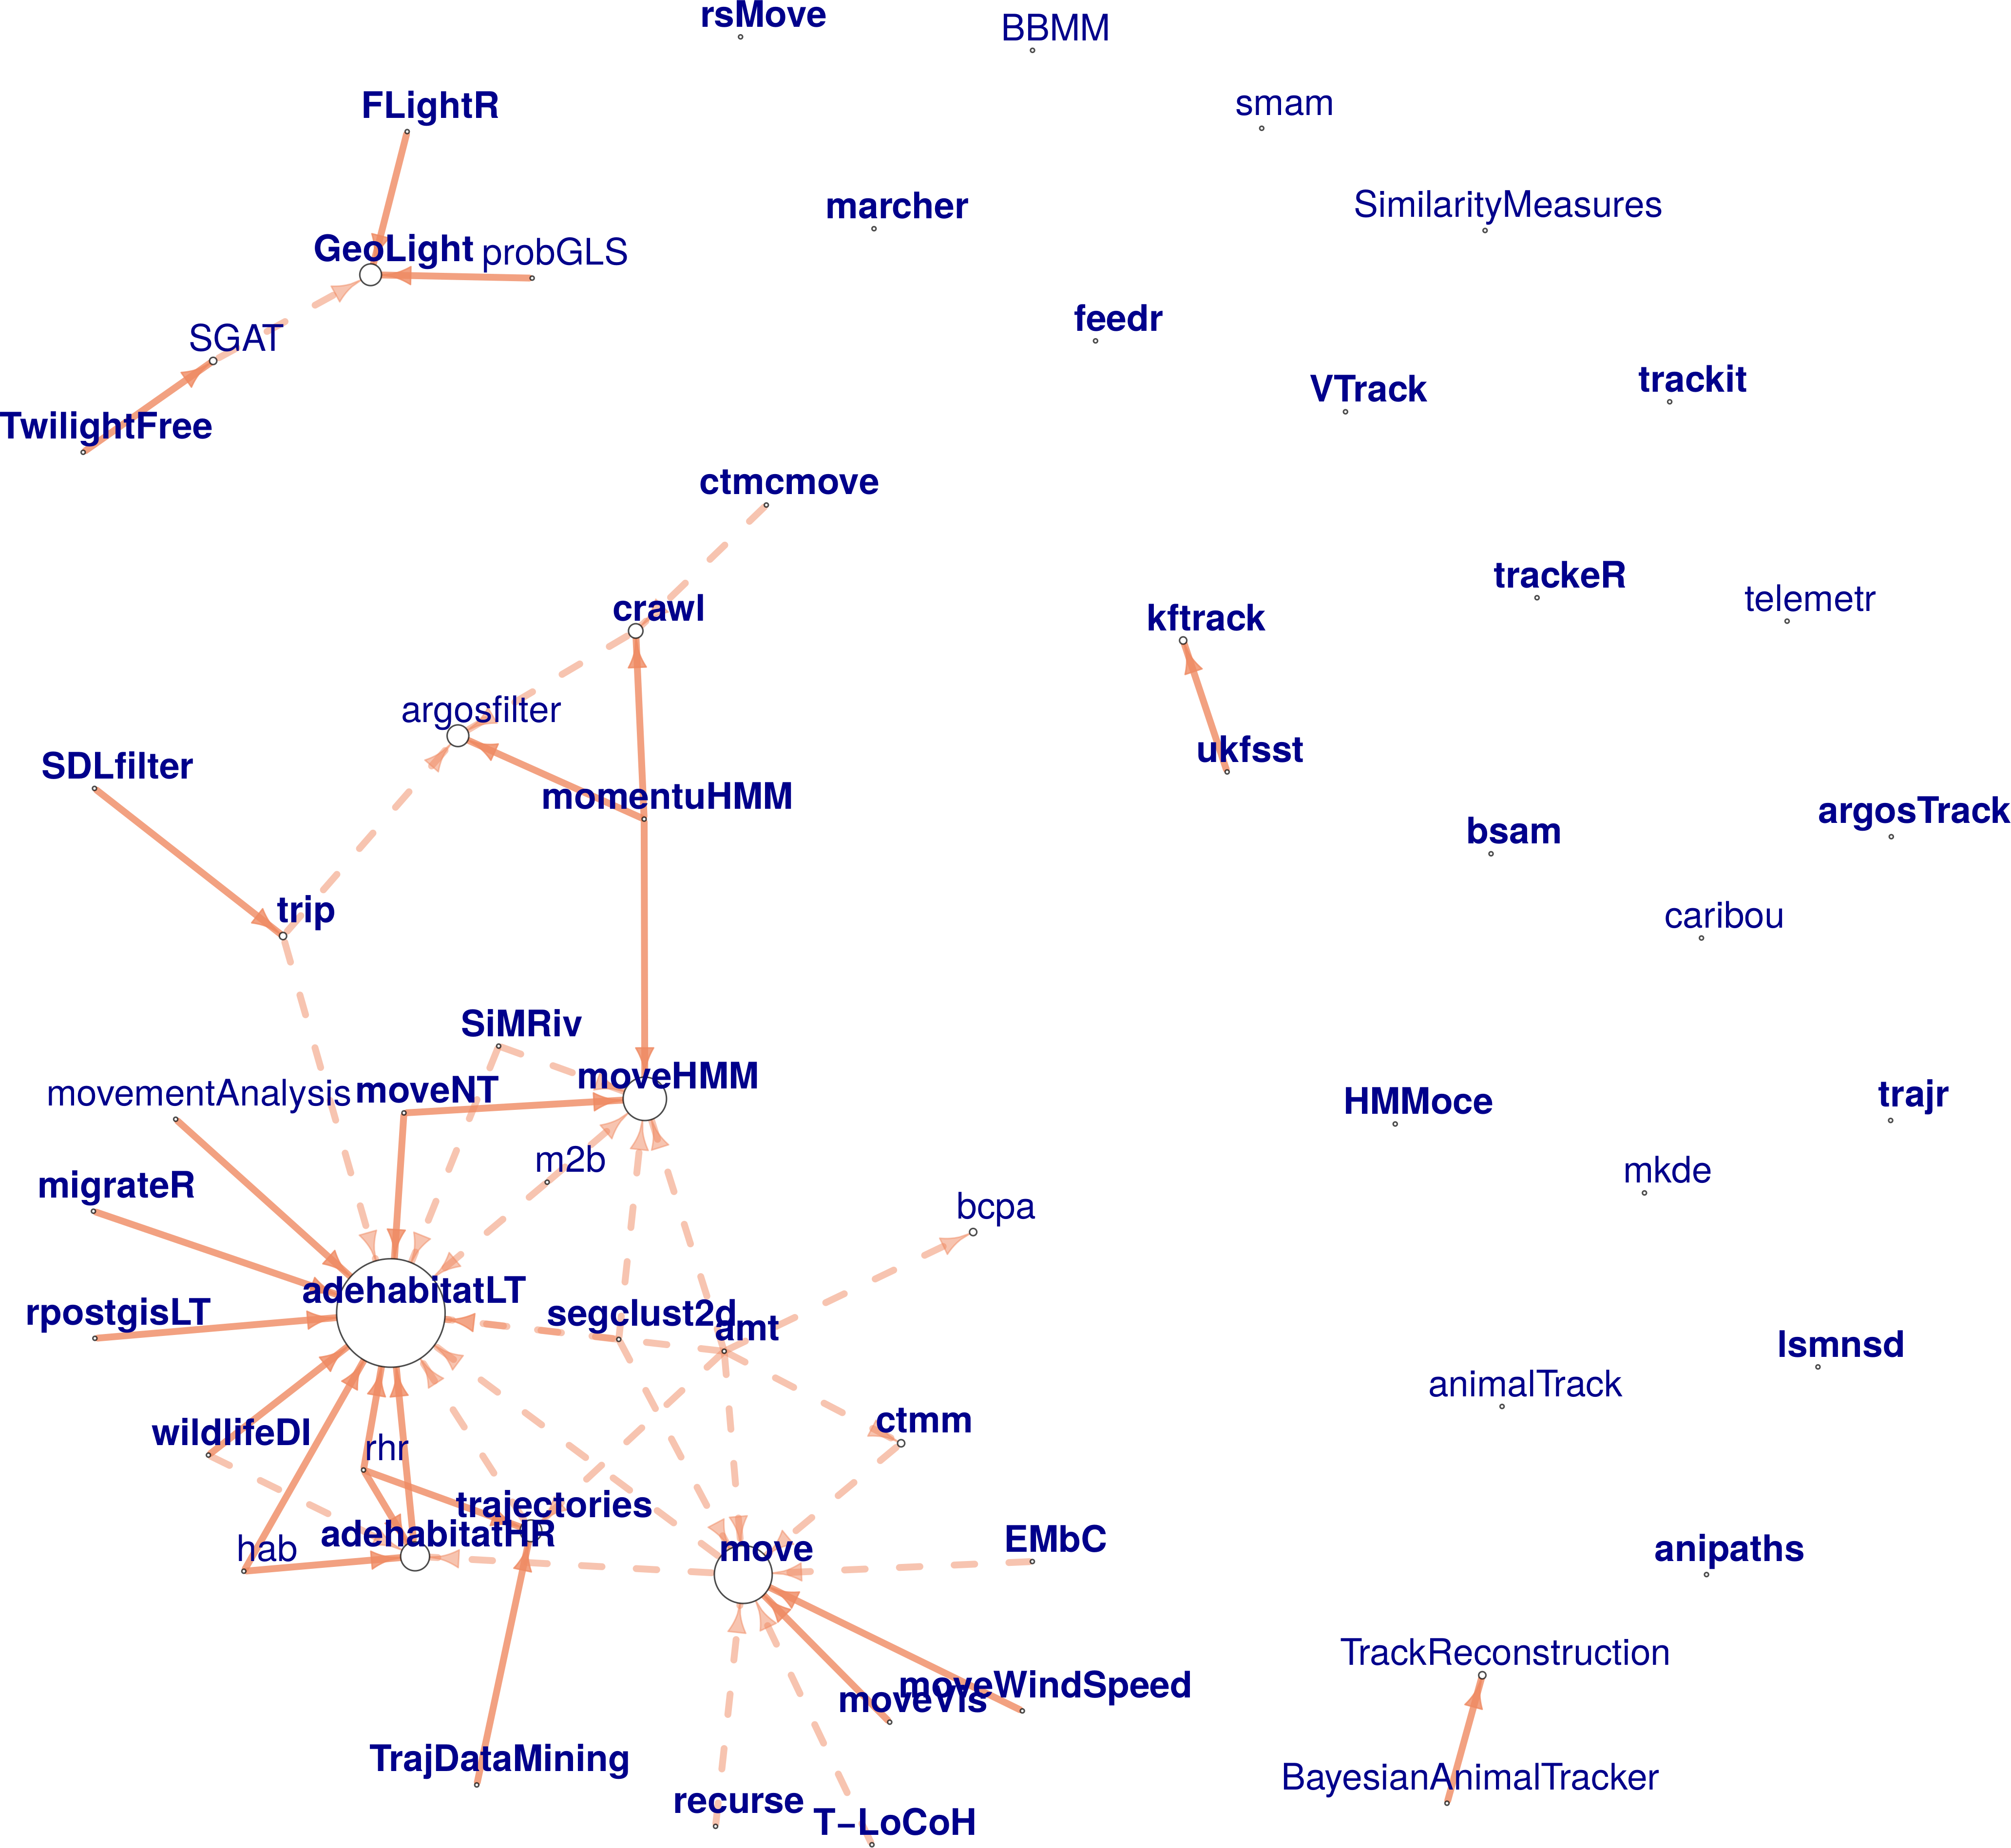 rsMove
BBMM
smam
FLightR
marcher
SimilarityMeasures
GeoLight
probGLS
feedr
SGAT
VTrack
trackit
TwilightFree
ctmcmove
trackeR
telemetr
crawl
kftrack
argosfilter
ukfsst
SDLfilter
momentuHMM
argosTrack
bsam
trip
caribou
SiMRiv
moveHMM
movementAnalysis
moveNT
HMMoce
trajr
m2b
mkde
migrateR
bcpa
adehabitatLT
rpostgisLT
segclust2d
amt
lsmnsd
animalTrack
ctmm
wildlifeDI
rhr
trajectories
adehabitatHR
hab
move
EMbC
anipaths
TrackReconstruction
moveWindSpeed
moveVis
TrajDataMining
BayesianAnimalTracker
recurse
T−LoCoH